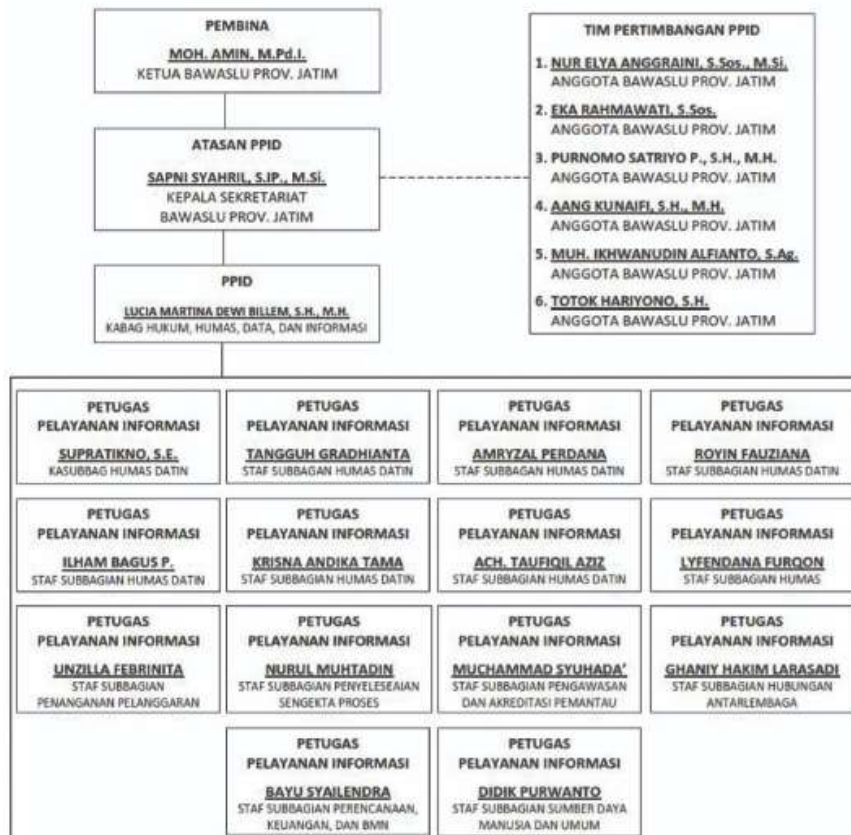 PEMBINA
MOH. AMIN, M.Pd.I.
KETUA BAWASLU PROV. JATIM
ATASAN PPID
SAPNI SYAHRIL, S.IP., M.Si.
KEPALA SEKRETARIAT
BAWASLU PROV. JATIM
PPID
LUCIA MARTINA DEWI BILLEM, S.H., M.H.
KABAG HUKUM, HUMAS, DATA, DAN INFORMASI
TIM PERTIMBANGAN PPID
1. NUR ELYA ANGGRAINI, S.Sos., M.Si.
ANGGOTA BAWASLU PROV. JATIM
2. EKA RAHMAWATI, S.Sos.
ANGGOTA BAWASLU PROV. JATIM
3. PURNOMO SATRIYO P., S.H., M.H.
ANGGOTA BAWASLU PROV. JATIM
4. AANG KUNAIFI, S.H., M.H.
ANGGOTA BAWASLU PROV. JATIM
5. MUH. IKHWANUDIN ALFIANTO, S.Ag.
ANGGOTA BAWASLU PROV. JATIM
6. TOTOK HARIYONO, S.H.
ANGGOTA BAWASLU PROV. JATIM
PETUGAS
PELAYANAN INFORMASI
SUPRATIKNO, S.E.
KASUBBAG HUMAS DATIN
PETUGAS
PELAYANAN INFORMASI
TANGGUH GRADHIANTA
STAF SUBBAGAN HUMAS DATIN
PETUGAS
PELAYANAN INFORMASI
AMRYZAL PERDANA
STAF SUBBAGAN HUMAS DATIN
PETUGAS
PELAYANAN INFORMASI
ROYIN FAUZIANA
STAF SUBBAGIAN HUMAS DATIN
PETUGAS
PELAYANAN INFORMASI
ILHAM BAGUS P.
STAF SUBBAGIAN HUMAS DATIN
PETUGAS
PELAYANAN INFORMASI
KRISNA ANDIKA TAMA
STAF SUBBAGIAN HUMAS DATIN
PETUGAS
PELAYANAN INFORMASI
ACH. TAUFIQIL AZIZ
STAF SUBBAGIAN HUMAS DATIN
PETUGAS
PELAYANAN INFORMASI
LYFENDANA FURQON
STAF SUBBAGIAN HUMAS
PETUGAS
PELAYANAN INFORMASI
UNZILLA FEBRINITA
STAF SUBBAGIAN
PENANGANAN PELANGGARAN
PETUGAS
PELAYANAN INFORMASI
NURUL MUHTADIN
STAF SUBBAGIAN PENYELESEAIAN
SENGEKTA PROSES
PETUGAS
PELAYANAN INFORMASI
MUCHAMMAD SYUHADA'
STAF SUBBAGIAN PENGAWASAN
DAN AKREDITASI PEMANTAU
PETUGAS
PELAYANAN INFORMASI
GHANIY HAKIM LARASADI
STAF SUBBAGIAN HUBUNGAN
ANTARLEMBAGA
PETUGAS
PELAYANAN INFORMASI
BAYU SYAILENDRA
STAF SUBBAGIAN PERENCANAAN,
KEUANGAN, DAN BMN
PETUGAS
PELAYANAN INFORMASI
DIDIK PURWANTO
STAF SUBBAGIAN SUMBER DAYA
MANUSIA DAN UMUM